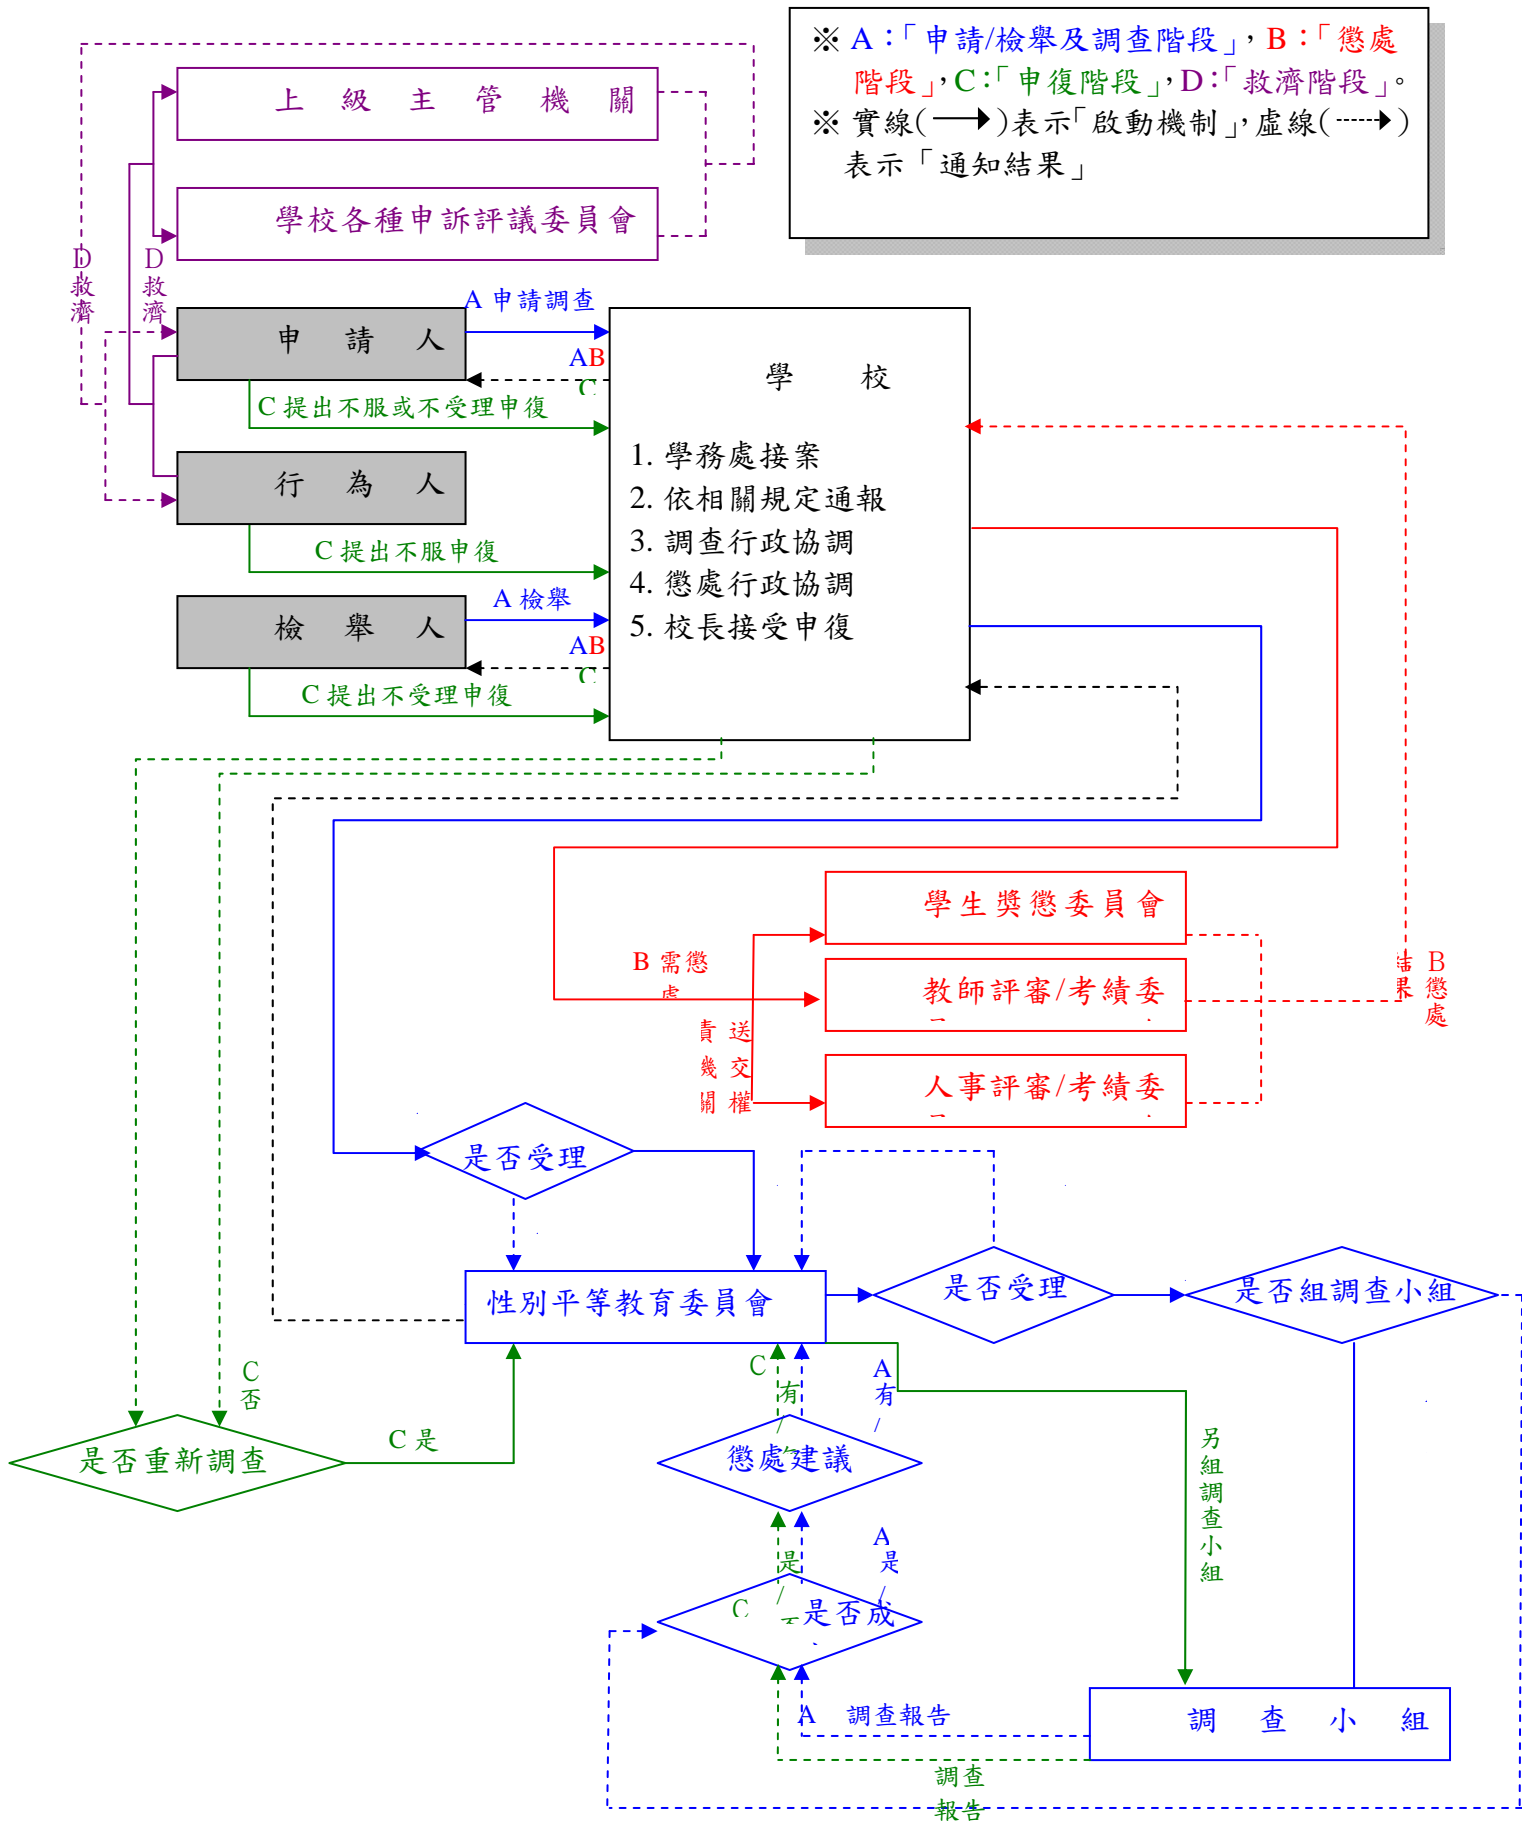 ※ A：「申請/檢舉及調查階段」，B：「懲處
階段」，C：「申復階段」，D：「救濟階段」。
※ 實線(→)表示「啟動機制」，虛線(⇢)
表示「通知結果」
上級主管機關
學校各種申訴評議委員會
D救濟
D救濟
A 申請調查
申請人
AB
C
C 提出不服或不受理申復
行為人
C 提出不服申復
A 檢舉
檢舉人
AB
C
C 提出不受理申復
學校
1. 學務處接案
2. 依相關規定通報
3. 調查行政協調
4. 懲處行政協調
5. 校長接受申復
學生獎懲委員會
B 需懲
處
教師評審/考績委
B懲處
結果
送交權
責機關
人事評審/考績委
是否受理
性別平等教育委員會
是否受理
是否組調查小組
C
否
C 是
是否重新調查
C
有
/
A
有
/
懲處建議
另組調查小組
是
/
A
是
/
C
否
是否成
A 調查報告
調查小組
調查
報告